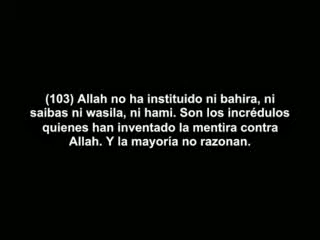 (103) Allah no ha instituido ni bahira, ni
saibas ni wasila, ni hami. Son los incrédulos
quienes han inventado la mentira contra
Allah. Y la mayoría no razonan.